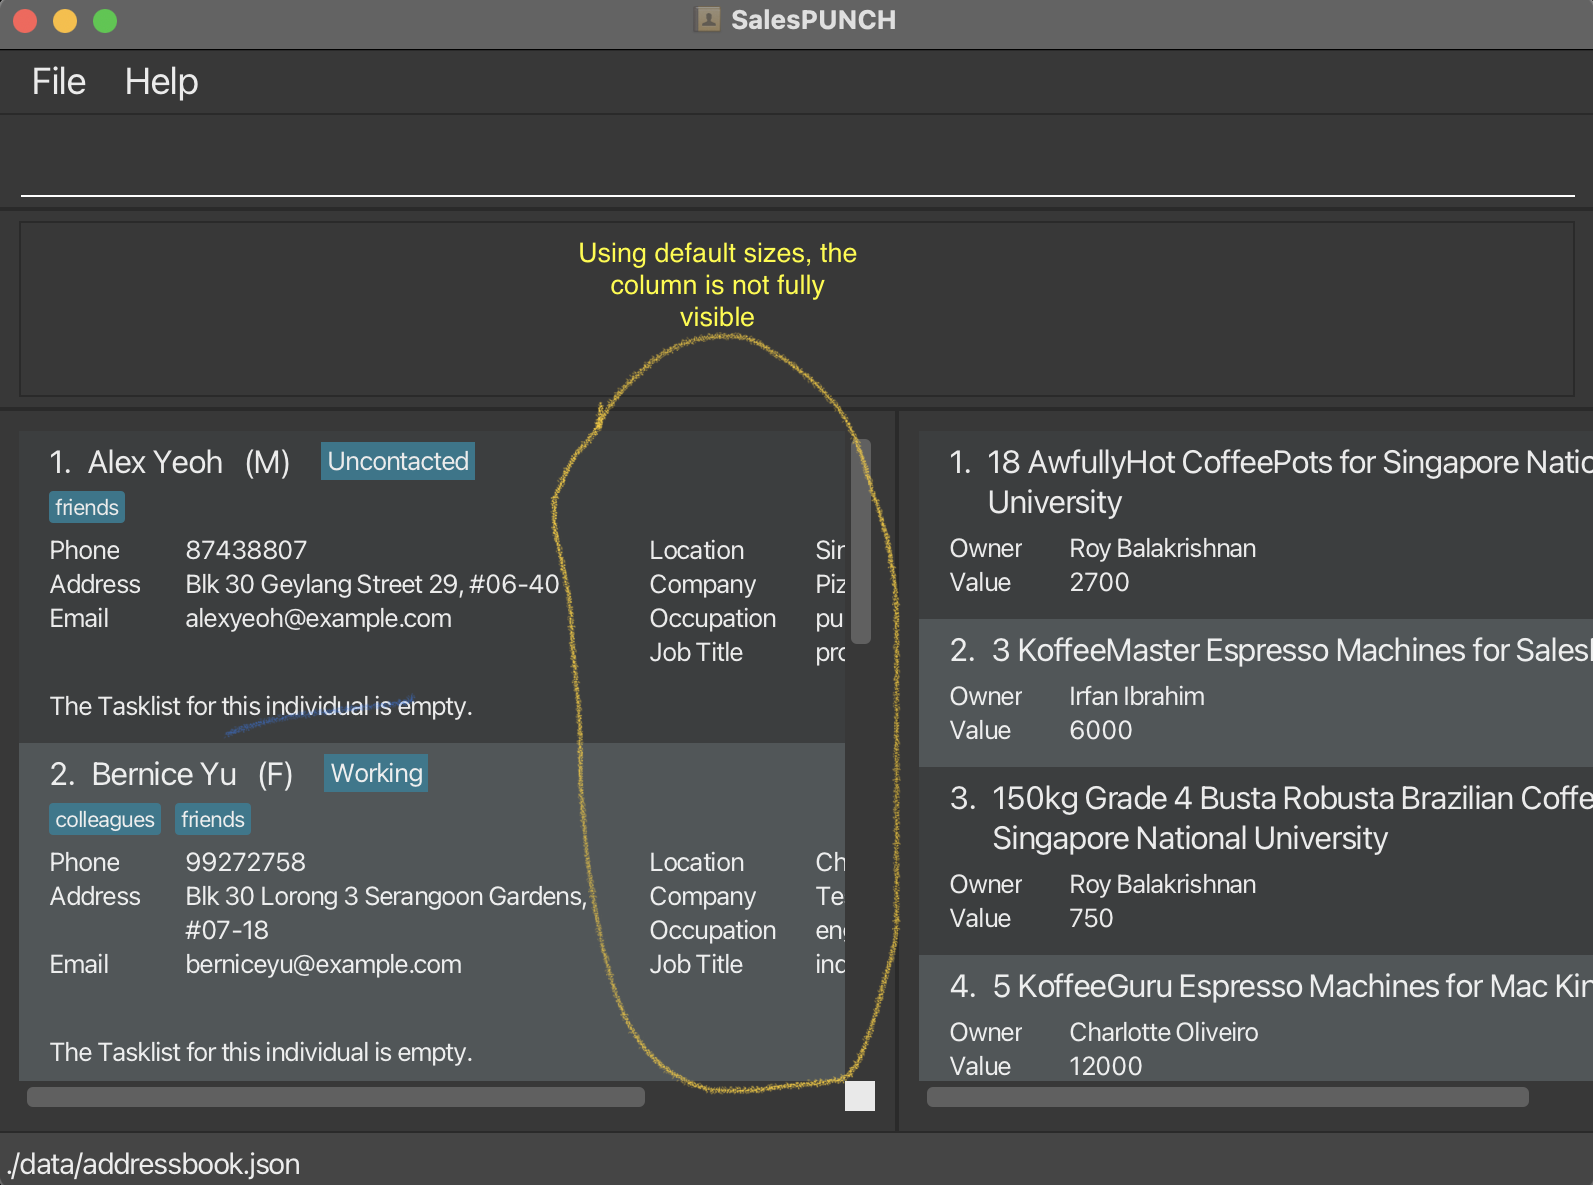 SalesPUNCH
File Help
Using default sizes, the
column is not fully
visible
1. Alex Yeoh (M) Uncontacted
friends
Phone 87438807 Location Sin
Address Blk 30 Geylang Street 29, #06-40 Company Piz
Email alexyeoh@example.com Occupation pu
Job Title pro
The Tasklist for this individual is empty.
2. Bernice Yu (F) Working
colleagues friends
Phone 99272758 Location Ch
Address Blk 30 Lorong 3 Serangoon Gardens, Company Te
#07-18 Occupation eng
Email berniceyu@example.com Job Title ind
The Tasklist for this individual is empty.
1. 18 AwfullyHot CoffeePots for Singapore Natio
University
Owner Roy Balakrishnan
Value 2700
2. 3 KoffeeMaster Espresso Machines for Sales
Owner Irfan Ibrahim
Value 6000
3. 150kg Grade 4 Busta Robusta Brazilian Coffe
Singapore National University
Owner Roy Balakrishnan
Value 750
4. 5 KoffeeGuru Espresso Machines for Mac Kin
Owner Charlotte Oliveiro
Value 12000
./data/addressbook.json